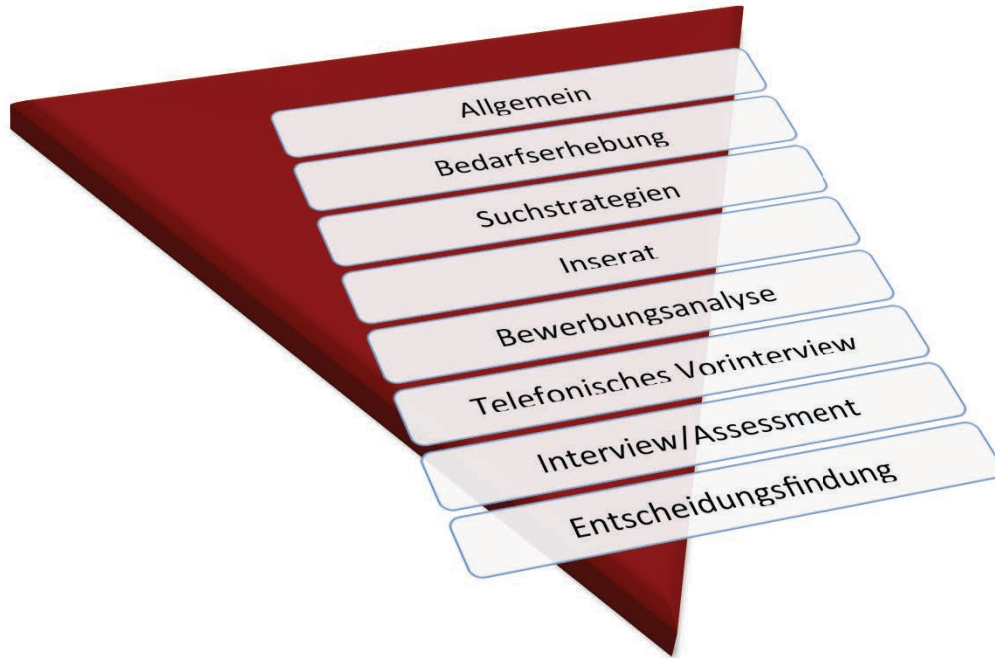 Allgemein
Bedarfserhebung
Suchstrategien
Inserat
Bewerbungsanalyse
Telefonisches Vorinterview
Interview/Assessment
Entscheidungsfindung